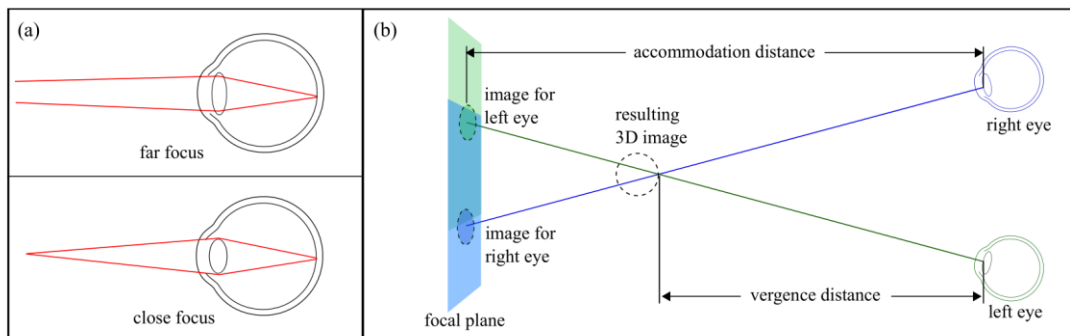 (a)
far focus
close focus
(b)
accommodation distance
image for
left eye
resulting
3D image
right eye
image for
right eye
vergence distance
focal plane
left eye